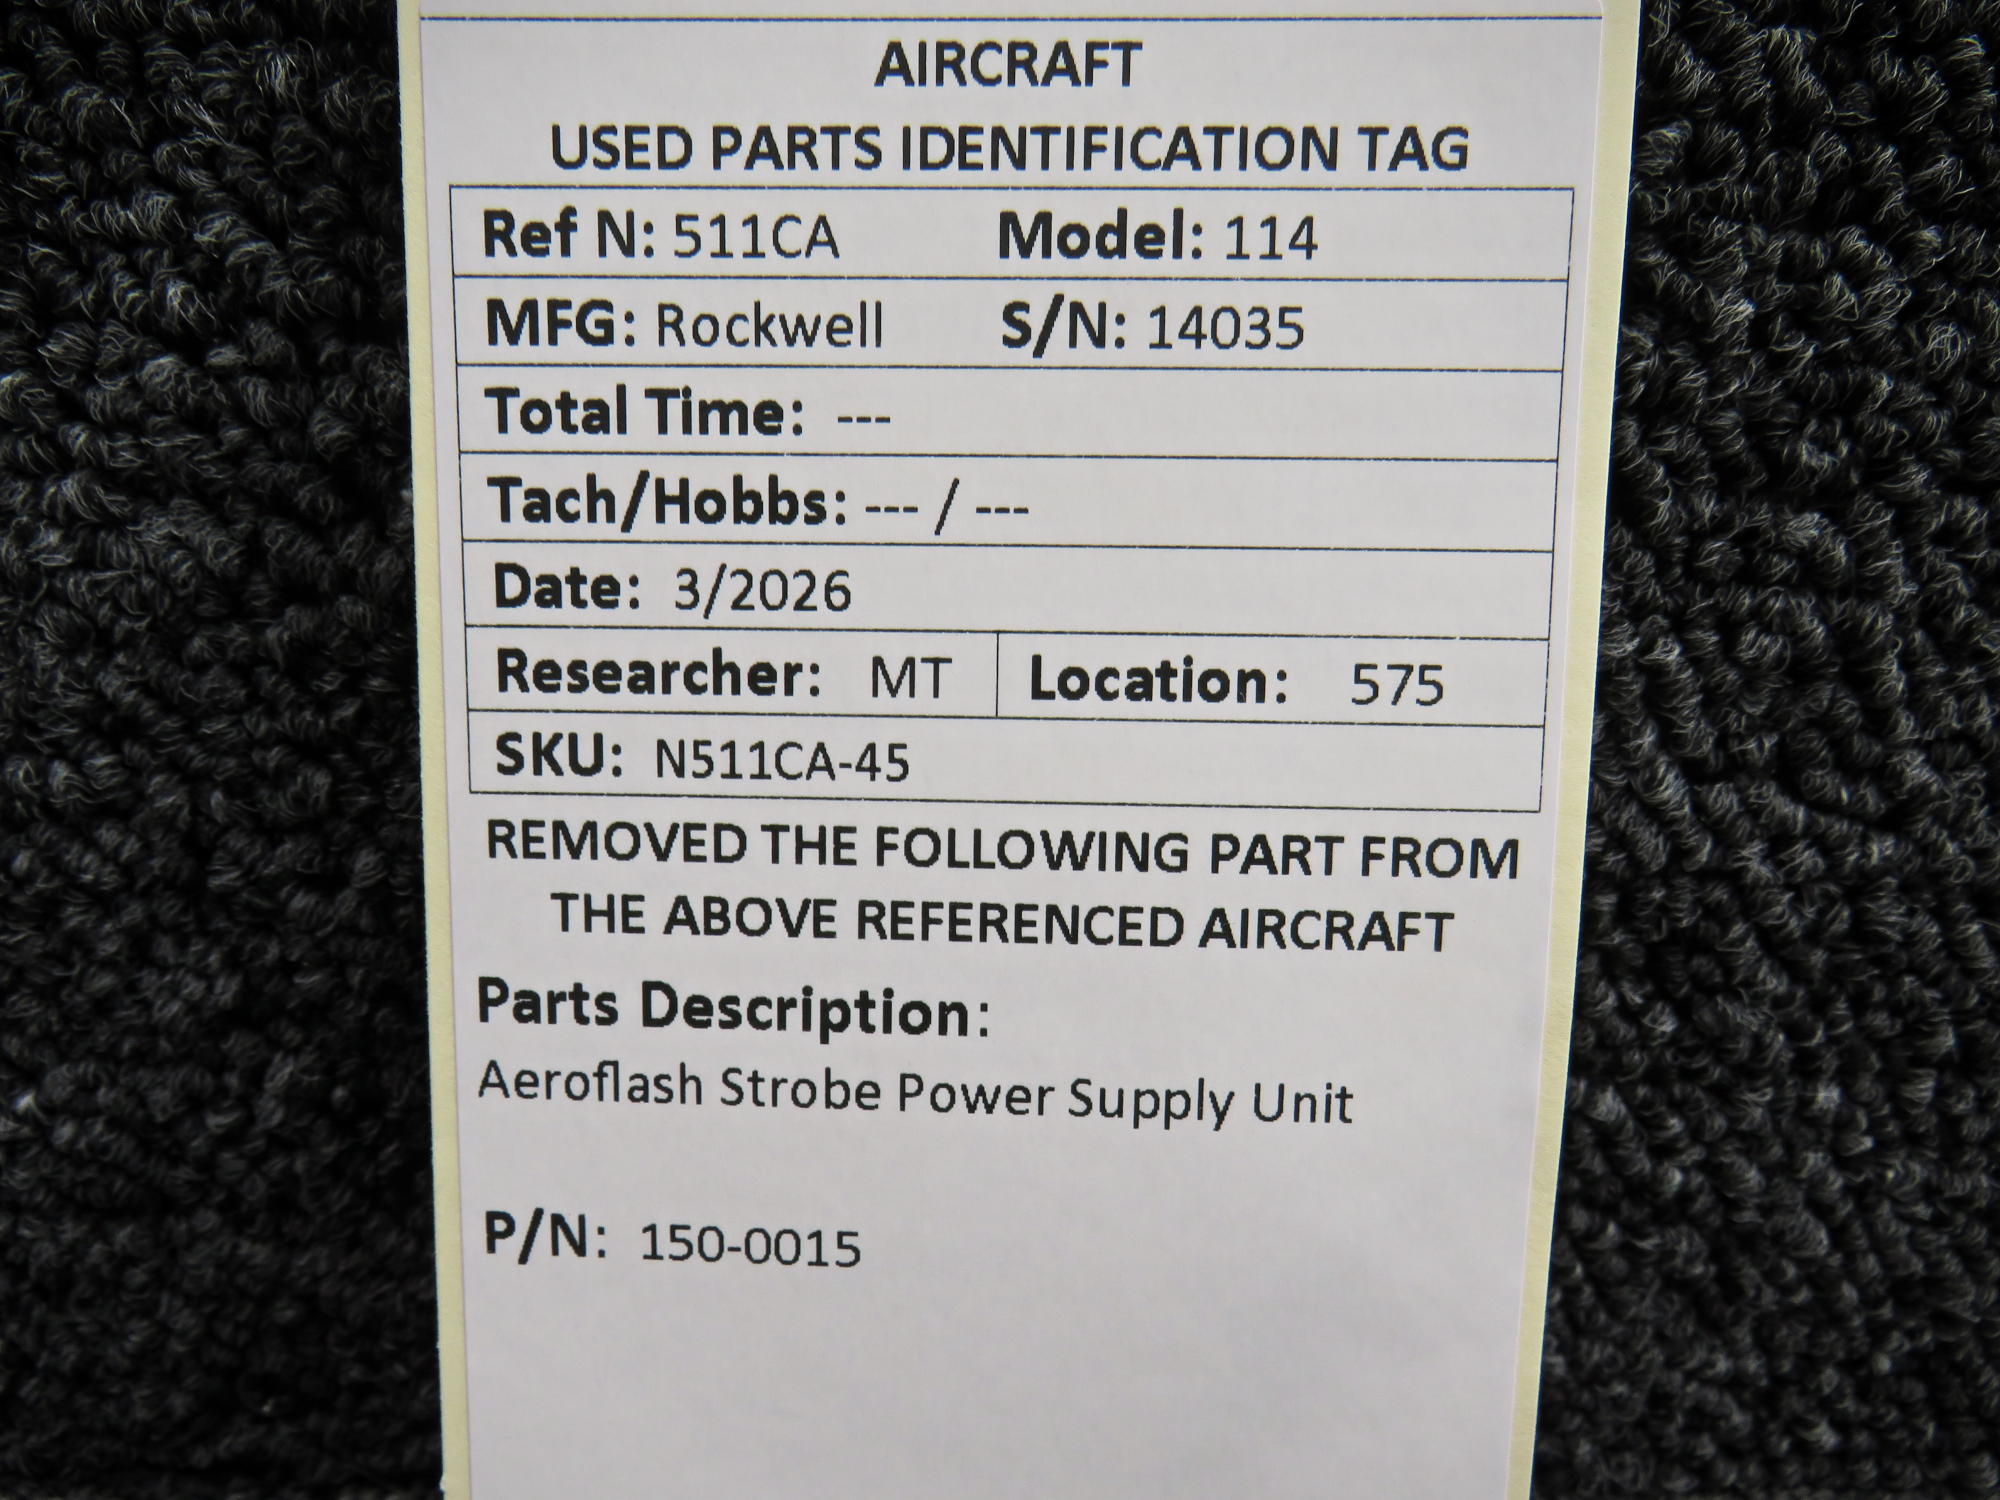 AIRCRAFT
USED PARTS IDENTIFICATION TAG
Ref N: 511CA Model: 114
MFG: Rockwell S/N: 14035
Total Time: ---
Tach/Hobbs: --- / ---
Date: 3/2026
Researcher: MT Location: 575
SKU: N511CA-45
REMOVED THE FOLLOWING PART FROM
THE ABOVE REFERENCED AIRCRAFT
Parts Description:
Aeroflash Strobe Power Supply Unit
P/N: 150-0015